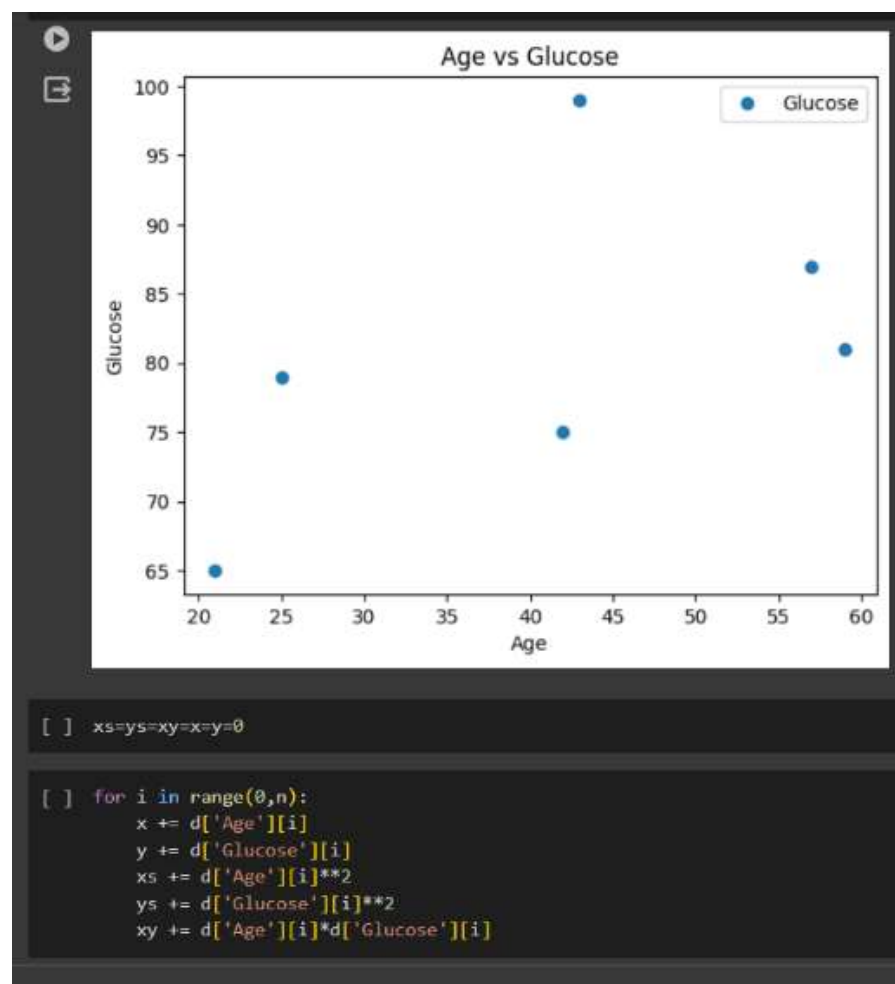 Age vs Glucose
Glucose
100
95
90
85
80
75
70
65
Glucose
20 25 30 35 40 45 50 55 60
Age
[ ] xs=ys=xy=x=y=0
[ ] for i in range(0,n):
x += d['Age'][i]
y += d['Glucose'][i]
xs += d['Age'][i]**2
ys += d['Glucose'][i]**2
xy += d['Age'][i]*d['Glucose'][i]